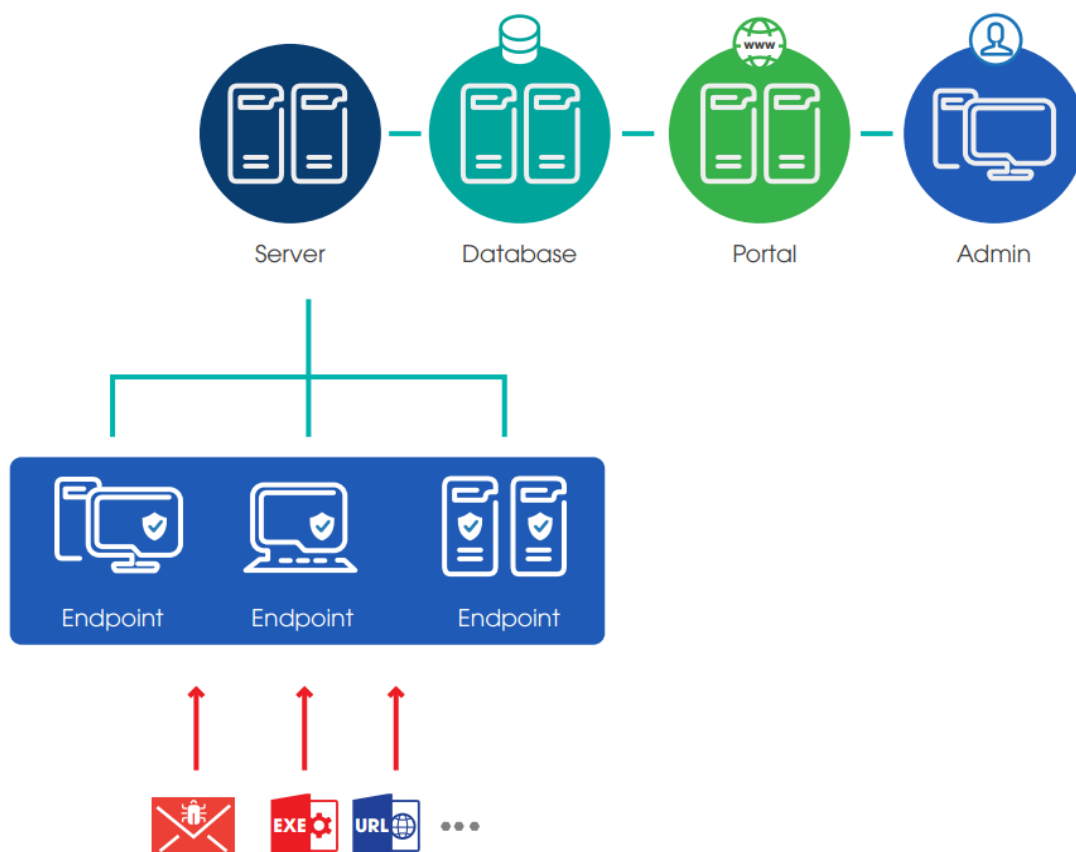 www
Server
Database
Portal
Admin
Endpoint
Endpoint
Endpoint
EXE
URL